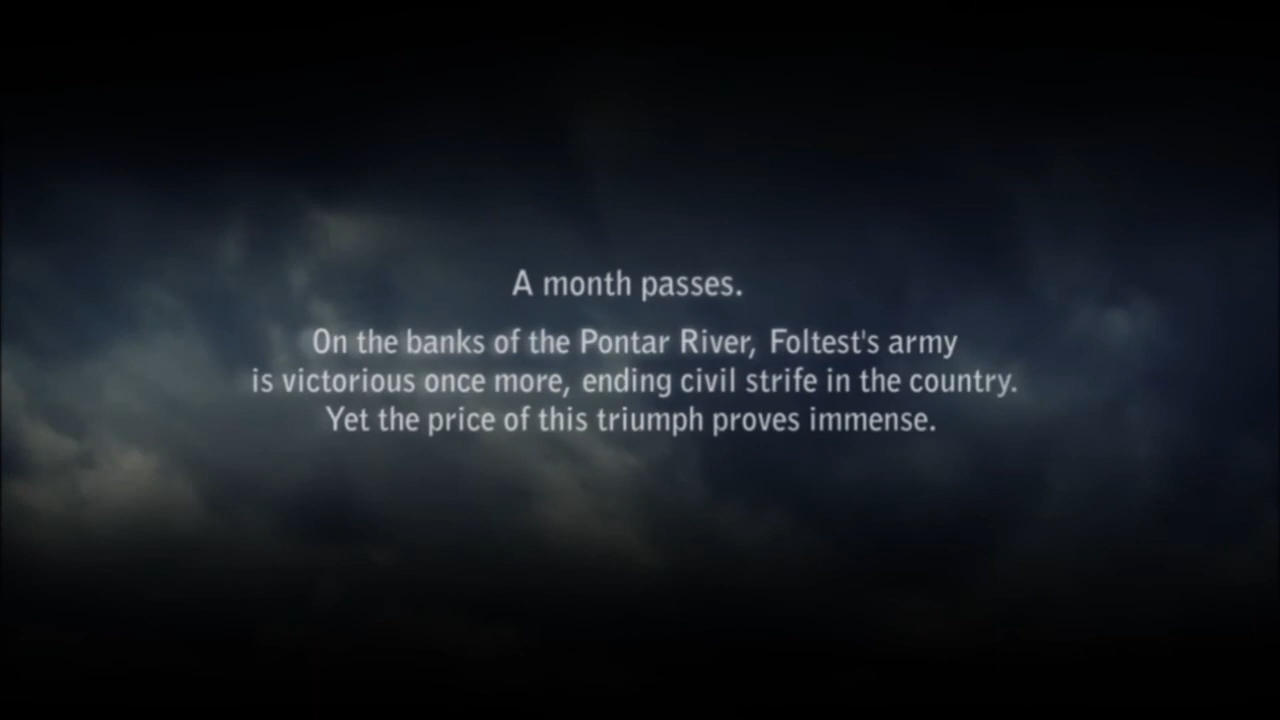 A month passes.
On the banks of the Pontar River, Foltest's army
is victorious once more, ending civil strife in the country.
Yet the price of this triumph proves immense.